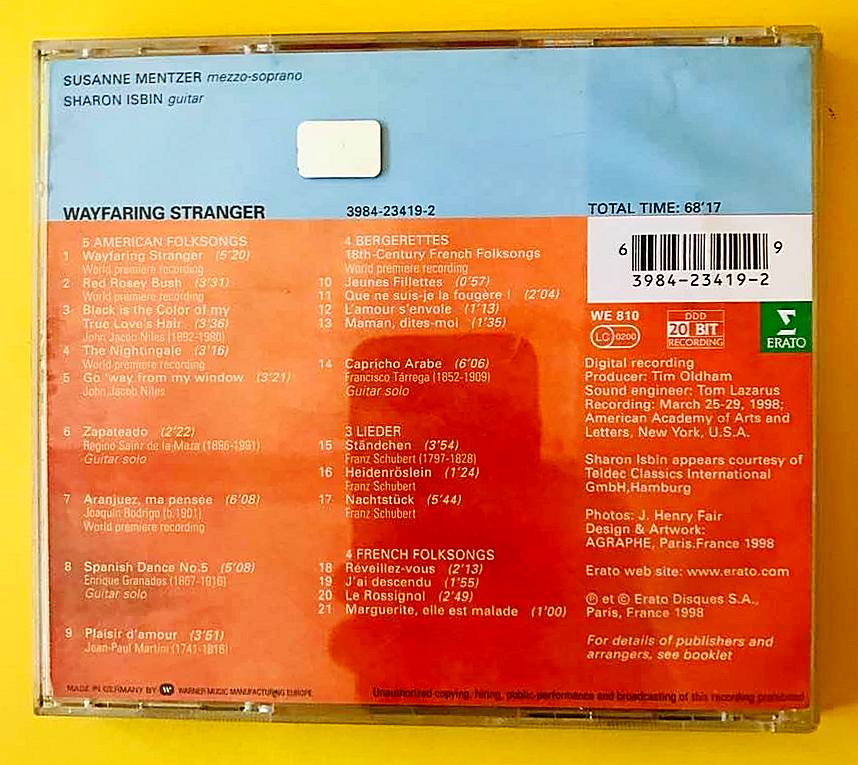 SUSANNE MENTZER mezzo-soprano
SHARON ISBIN guitar
WAYFARING STRANGER
3984-23419-2
TOTAL TIME: 68'17
5 AMERICAN FOLKSONGS
1 Wayfaring Stranger (5'20)
World premiere recording
2 Red Rosey Bush (3'31)
World premiere recording
3 Black is the Color of my
True Love's Hair (3'36)
John Jacob Niles (1892-1980)
4 The Nightingale (3'16)
World premiere recording
5 Go 'way from my window (3'21)
John Jacob Niles
6 Zapateado (2'22)
Regino Sainz de la Maza (1896-1981)
Guitar solo
7 Aranjuez, ma pensée (6'08)
Joaquín Rodrigo (b.1901)
World premiere recording
8 Spanish Dance No.5 (5'08)
Enrique Granados (1867-1916)
Guitar solo
9 Plaisir d'amour (3'51)
Jean-Paul Martini (1741-1816)
4 BERGERETTES
18th-Century French Folksongs
World premiere recording
10 Jeunes Fillettes (0'57)
11 Que ne suis-je la fougère ! (2'04)
12 L'amour s'envole (1'13)
13 Maman, dites-moi (1'35)
14 Capricho Arabe (6'06)
Francisco Tárrega (1852-1909)
Guitar solo
3 LIEDER
15 Ständchen (3'54)
Franz Schubert (1797-1828)
16 Heidenröslein (1'24)
Franz Schubert
17 Nachtstück (5'44)
Franz Schubert
4 FRENCH FOLKSONGS
18 Réveillez-vous (2'13)
19 J'ai descendu (1'55)
20 Le Rossignol (2'49)
21 Marguerite, elle est malade (1'00)
6 9
3984-23419-2
WE 810
LC 0200
DDD
20 BIT
RECORDING
ERATO
Digital recording
Producer: Tim Oldham
Sound engineer: Tom Lazarus
Recording: March 25-29, 1998;
American Academy of Arts and
Letters, New York, U.S.A.
Sharon Isbin appears courtesy of
Teldec Classics International
GmbH,Hamburg
Photos: J. Henry Fair
Design & Artwork:
AGRAPHE, Paris.France 1998
Erato web site: www.erato.com
℗ et © Erato Disques S.A.,
Paris, France 1998
For details of publishers and
arrangers, see booklet
MADE IN GERMANY BY WARNER MUSIC MANUFACTURING EUROPE
Unauthorized copying, hiring, public performance and broadcasting of this recording prohibited